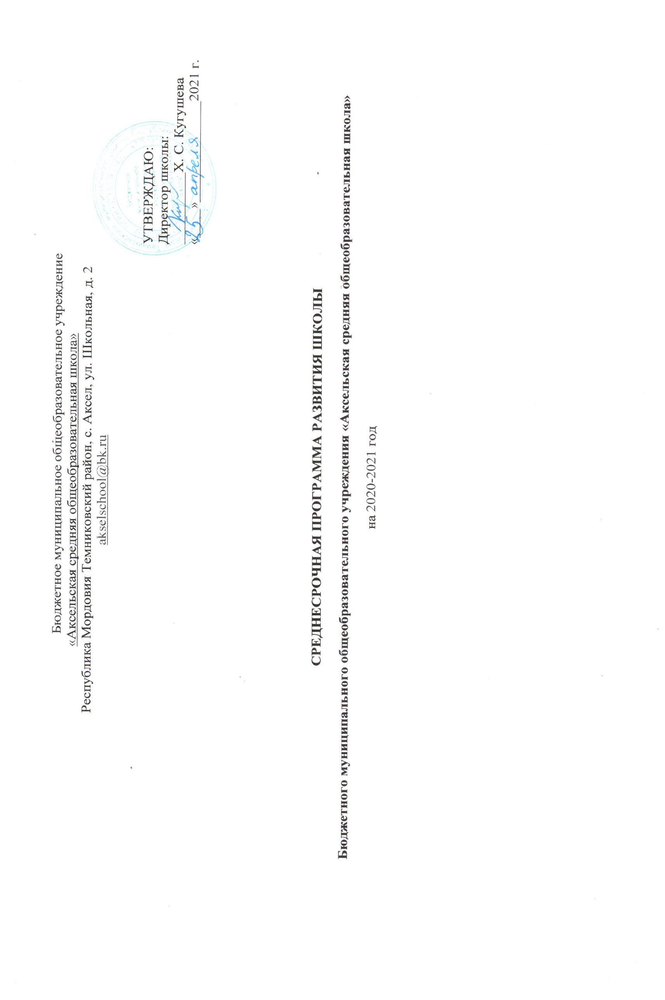 Бюджетное муниципальное общеобразовательное учреждение
«Аксельская средняя общеобразовательная школа»
Республика Мордовия Темниковский район, с. Аксел, ул. Школьная, д. 2
akselschool@bk.ru
УТВЕРЖДАЮ:
Директор школы:
Х. С. Кугушева
«25» апреля 2021 г.
СРЕДНЕСРОЧНАЯ ПРОГРАММА РАЗВИТИЯ ШКОЛЫ
Бюджетного муниципального общеобразовательного учреждения «Аксельская средняя общеобразовательная школа»
на 2020-2021 год